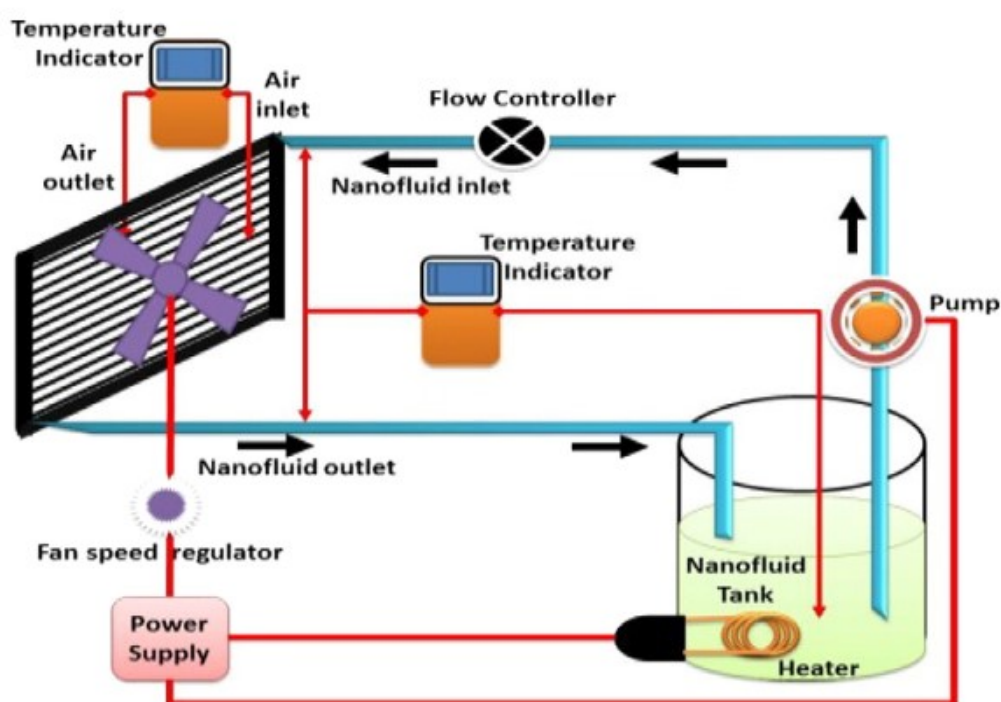 Temperature
Indicator
Air
inlet
Air
outlet
Flow Controller
Nanofluid inlet
Temperature
Indicator
Pump
Nanofluid outlet
Fan speed regulator
Nanofluid
Tank
Power
Supply
Heater